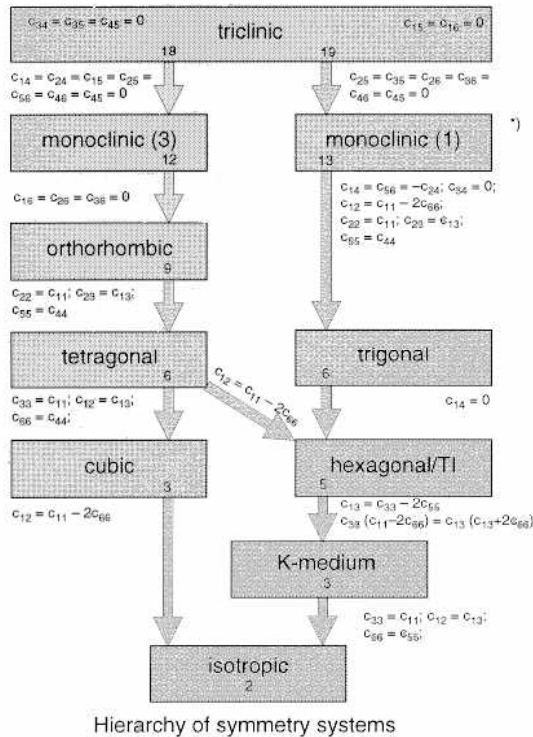 c34 = c35 = c45 = 0
c15 = c16 = 0
triclinic
18
19
c14 = c24 = c15 = c25 =
c56 = c46 = c45 = 0
c25 = c35 = c26 = c36 =
c46 = c45 = 0
monoclinic (3)
12
monoclinic (1)
13
*)
c16 = c26 = c36 = 0
c14 = c56 = –c24; c34 = 0;
c12 = c11 – 2c66;
c22 = c11; c23 = c13;
c55 = c44
orthorhombic
9
c22 = c11; c23 = c13;
c55 = c44
tetragonal
6
trigonal
6
c12 = c11 – 2c66
c33 = c11; c12 = c13;
c66 = c44;
c14 = 0
cubic
3
hexagonal/TI
5
c12 = c11 – 2c66
c13 = c33 – 2c55
c33 (c11–2c66) = c13 (c13+2c66)
K-medium
3
c33 = c11; c12 = c13;
c66 = c55;
isotropic
2
Hierarchy of symmetry systems